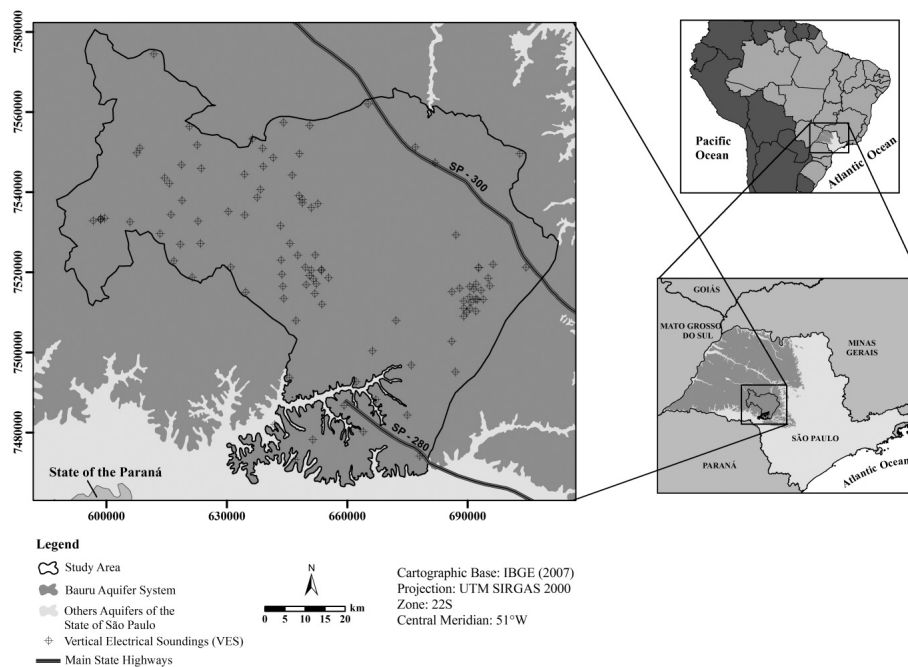 7580000
7560000
7540000
7520000
7500000
7480000
600000
630000
660000
690000
SP - 300
SP - 280
State of the Paraná
Pacific
Ocean
Atlantic Ocean
GOIÁS
MATO GROSSO
DO SUL
MINAS
GERAIS
SÃO PAULO
PARANÁ
Atlantic Ocean
Legend
Study Area
Bauru Aquifer System
Others Aquifers of the
State of São Paulo
Vertical Electrical Soundings (VES)
Main State Highways
N
km
0 5 10 15 20
Cartographic Base: IBGE (2007)
Projection: UTM SIRGAS 2000
Zone: 22S
Central Meridian: 51°W